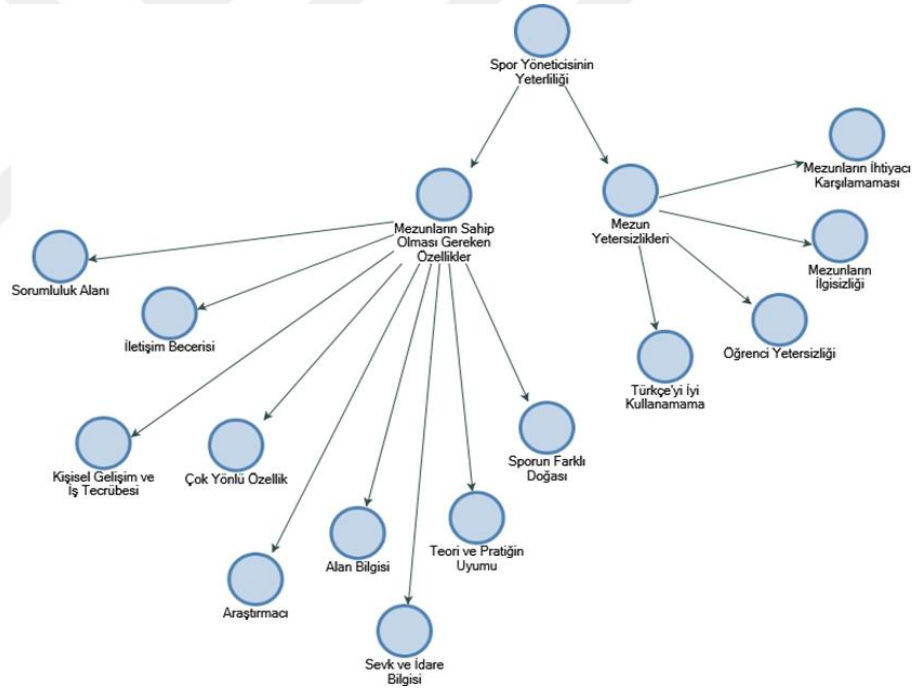 Spor Yöneticisinin
Yeterliliği
Mezunların İhtiyacı
Karşılamaması
Mezunların Sahip
Olması Gereken
Özellikler
Mezun
Yetersizlikleri
Mezunların
İlgisizliği
Sorumluluk Alanı
İletişim Becerisi
Öğrenci Yetersizliği
Türkçe'yi İyi
Kullanamama
Kişisel Gelişim ve
İş Tecrübesi
Çok Yönlü Özellik
Sporun Farklı
Doğası
Araştırmacı
Alan Bilgisi
Teori ve Pratiğin
Uyumu
Sevk ve İdare
Bilgisi